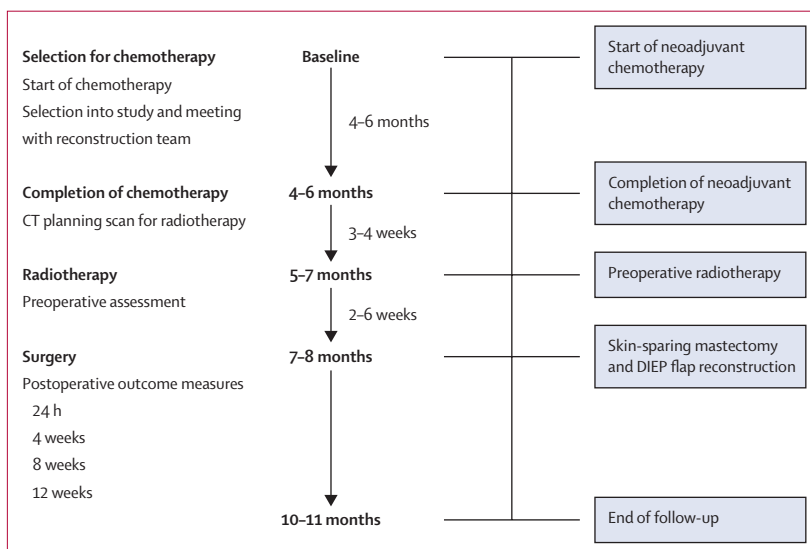 Selection for chemotherapy
Start of chemotherapy
Selection into study and meeting
with reconstruction team
Baseline
Start of neoadjuvant
chemotherapy
4–6 months
Completion of chemotherapy
CT planning scan for radiotherapy
4–6 months
Completion of neoadjuvant
chemotherapy
3–4 weeks
Radiotherapy
Preoperative assessment
5–7 months
Preoperative radiotherapy
2–6 weeks
Surgery
Postoperative outcome measures
24 h
4 weeks
8 weeks
12 weeks
7–8 months
Skin-sparing mastectomy
and DIEP flap reconstruction
10–11 months
End of follow-up